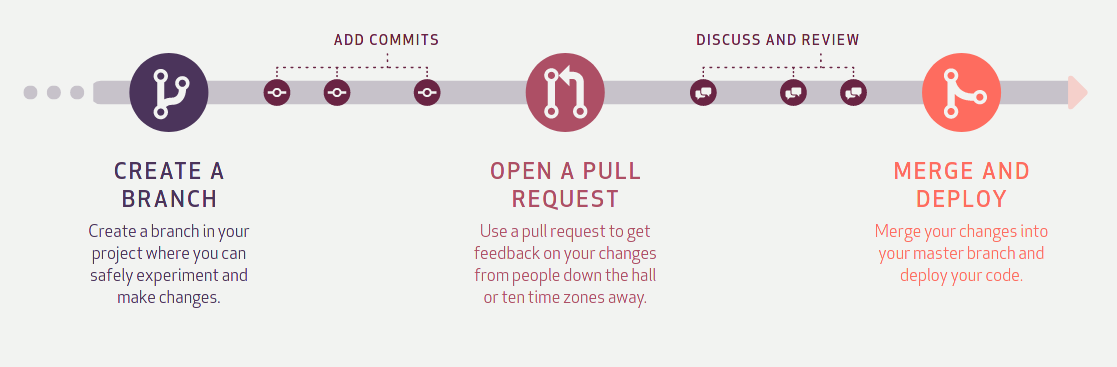 ADD COMMITS
DISCUSS AND REVIEW
CREATE A
BRANCH
Create a branch in your
project where you can
safely experiment and
make changes.
OPEN A PULL
REQUEST
Use a pull request to get
feedback on your changes
from people down the hall
or ten time zones away.
MERGE AND
DEPLOY
Merge your changes into
your master branch and
deploy your code.